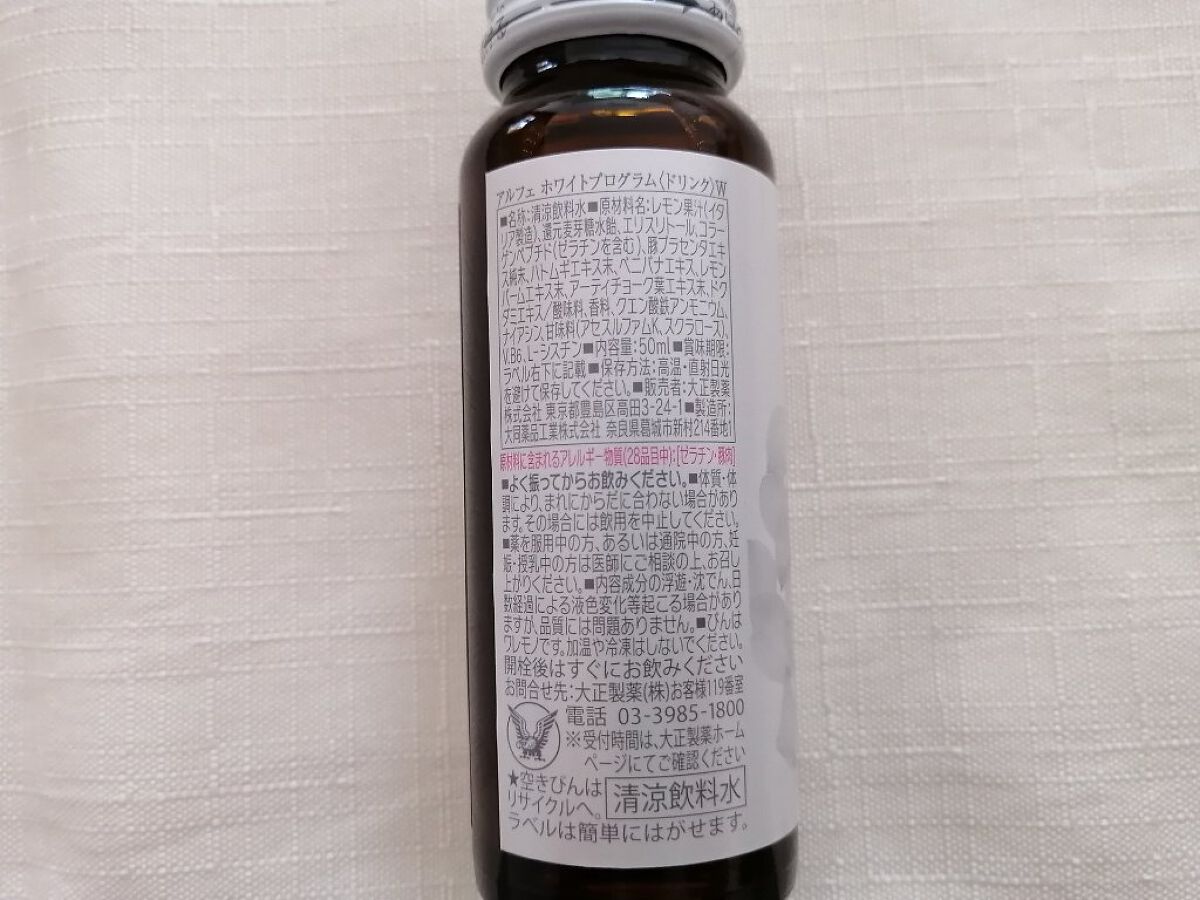 アルフェ ホワイトプログラム〈ドリンク〉W
■名称:清涼飲料水■原材料名:レモン果汁(イタ
リア製造)、還元麦芽糖水飴、エリスリトール、コラー
ゲンペプチド(ゼラチンを含む)、豚プラセンタエキ
ス純末、ハトムギエキス末、ベニバナエキス、レモン
バームエキス末、アーティチョーク葉エキス末、ドク
ダミエキス/酸味料、香料、クエン酸鉄アンモニウム、
ナイアシン、甘味料(アセスルファムK、スクラロース)、
V.B6、L-シスチン■内容量:50ml■賞味期限:
ラベル右下に記載■保存方法:高温・直射日光
を避けて保存してください。■販売者:大正製薬
株式会社 東京都豊島区高田3-24-1■製造所:
大同薬品工業株式会社 奈良県葛城市新村214番地1
原材料に含まれるアレルギー物質(28品目中):[ゼラチン・豚肉]
■よく振ってからお飲みください。■体質・体
調により、まれにからだに合わない場合があり
ます。その場合には飲用を中止してください。
■薬を服用中の方、あるいは通院中の方、妊
娠・授乳中の方は医師にご相談の上、お召し
上がりください。■内容成分の浮遊・沈でん、日
数経過による液色変化等起こる場合があり
ますが、品質には問題ありません。■びんは
ワレモノです。加温や冷凍はしないでください。
開栓後はすぐにお飲みください
お問合せ先:大正製薬(株)お客様119番室
電話 03-3985-1800
※受付時間は、大正製薬ホーム
ページにてご確認ください
★空きびんは
リサイクルへ。
清涼飲料水
ラベルは簡単にはがせます。